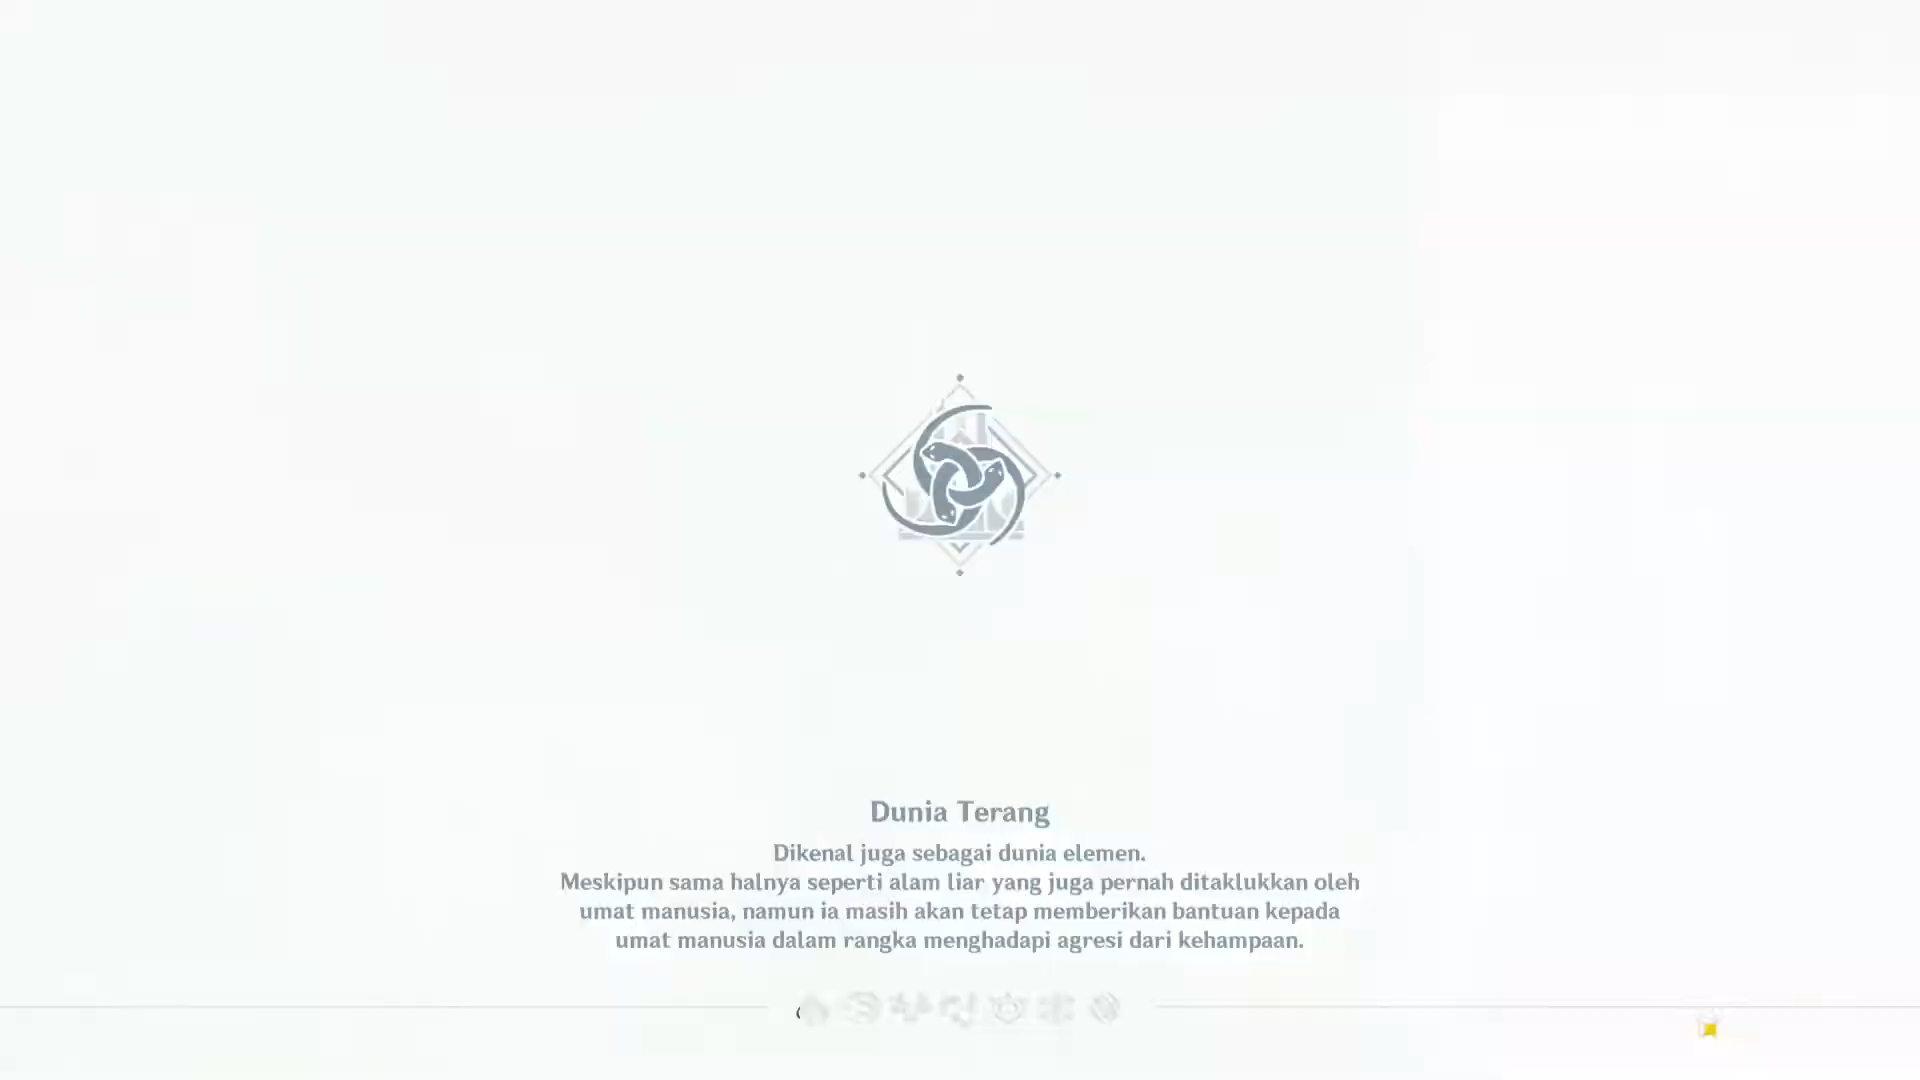 Dunia Terang
Dikenal juga sebagai dunia elemen.
Meskipun sama halnya seperti alam liar yang juga pernah ditaklukkan oleh
umat manusia, namun ia masih akan tetap memberikan bantuan kepada
umat manusia dalam rangka menghadapi agresi dari kehampaan.